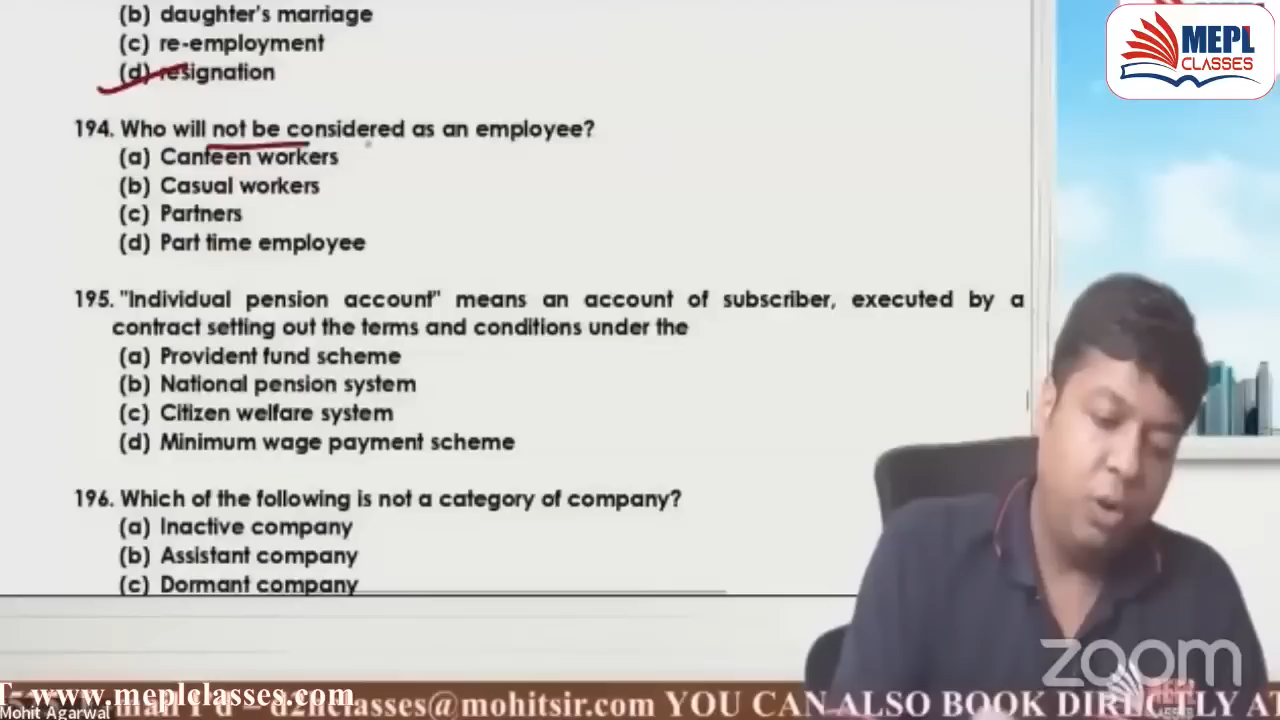 (b) daughter's marriage
(c) re-employment
(d) resignation
MEPL
CLASSES
194. Who will not be considered as an employee?
(a) Canteen workers
(b) Casual workers
(c) Partners
(d) Part time employee
195. "Individual pension account" means an account of subscriber, executed by a
contract setting out the terms and conditions under the
(a) Provident fund scheme
(b) National pension system
(c) Citizen welfare system
(d) Minimum wage payment scheme
196. Which of the following is not a category of company?
(a) Inactive company
(b) Assistant company
(c) Dormant company
zoom
www.meplclasses.com
d2hclasses@mohitsir.com YOU CAN ALSO BOOK DIRECTLY AT
Mohit Agarwal